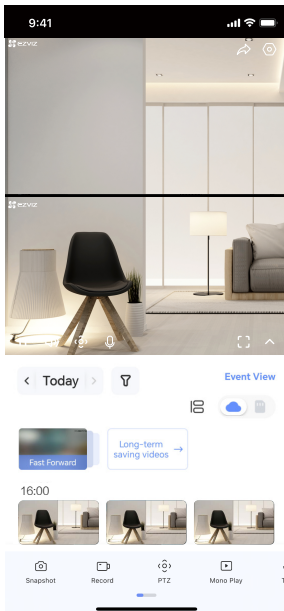 9:41
ezviz
ezviz
Today
Event View
Fast Forward
Long-term
saving videos
16:00
Snapshot
Record
PTZ
Mono Play